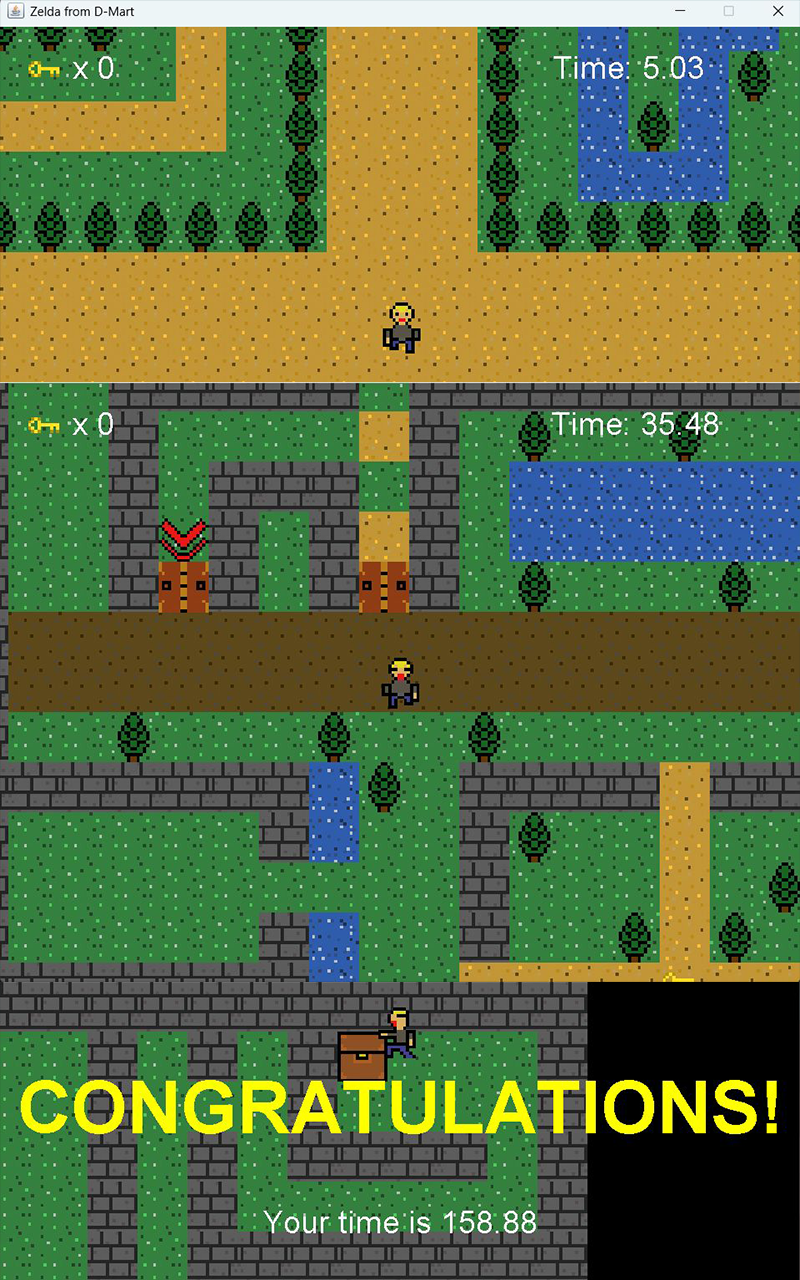 Zelda from D-Mart
x 0
Time: 5.03
x 0
Time: 35.48
CONGRATULATIONS!
Your time is 158.88